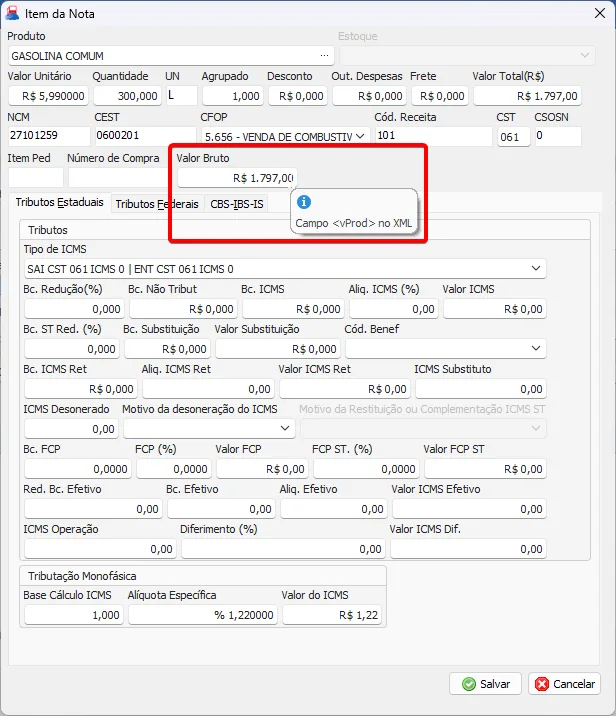 Item da Nota
Produto Estoque
GASOLINA COMUM ...
Valor Unitário Quantidade UN Agrupado Desconto Out. Despesas Frete Valor Total(R$)
R$ 5,990000 300,000 L 1,000 R$ 0,00 R$ 0,00 R$ 0,00 R$ 1.797,00
NCM CEST CFOP Cód. Receita CST CSOSN
27101259 0600201 5.656 - VENDA DE COMBUSTIV 101 061 0
Item Ped Número de Compra Valor Bruto
R$ 1.797,00
Tributos Estaduais Tributos Federais CBS-IBS-IS
Campo <vProd> no XML
Tributos
Tipo de ICMS
SAI CST 061 ICMS 0 | ENT CST 061 ICMS 0
Bc. Redução(%) Bc. Não Tribut Bc. ICMS Aliq. ICMS (%) Valor ICMS
0,000 R$ 0,000 R$ 0,000 0,00 R$ 0,00
Bc. ST Red. (%) Bc. Substituição Valor Substituição Cód. Benef
0,000 R$ 0,000 R$ 0,000
Bc. ICMS Ret Aliq. ICMS Ret Valor ICMS Ret ICMS Substituto
R$ 0,000 0,00 R$ 0,00 0,00
ICMS Desonerado Motivo da desoneração do ICMS Motivo da Restituição ou Complementação ICMS ST
0,00
Bc. FCP FCP (%) Valor FCP FCP ST. (%) Valor FCP ST
0,0000 0,0000 R$ 0,00 0,0000 R$ 0,00
Red. Bc. Efetivo Bc. Efetivo Aliq. Efetivo Valor ICMS Efetivo
0,00 0,00 0,00 0,00
ICMS Operação Diferimento (%) Valor ICMS Dif.
0,00 0,00 0,00
Tributação Monofásica
Base Cálculo ICMS Alíquota Específica Valor do ICMS
1,000 % 1,220000 R$ 1,22
Salvar Cancelar